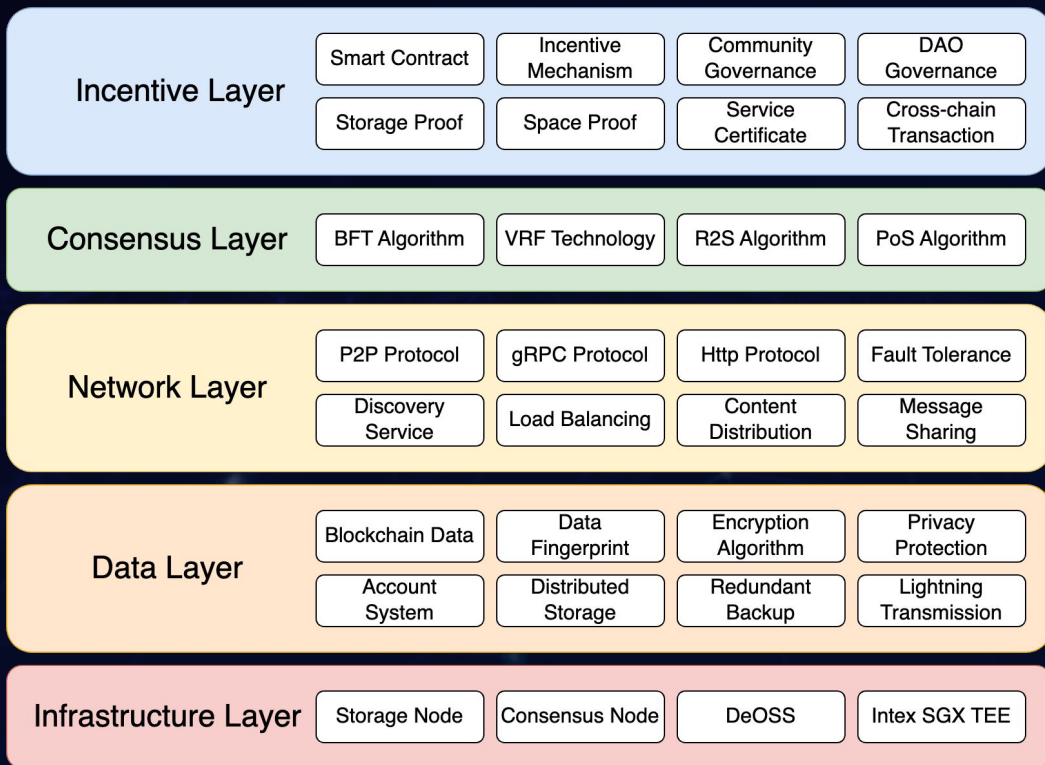 Incentive Layer
Smart Contract
Incentive
Mechanism
Community
Governance
DAO
Governance
Storage Proof
Space Proof
Service
Certificate
Cross-chain
Transaction
Consensus Layer
BFT Algorithm
VRF Technology
R2S Algorithm
PoS Algorithm
Network Layer
P2P Protocol
gRPC Protocol
Http Protocol
Fault Tolerance
Discovery
Service
Load Balancing
Content
Distribution
Message
Sharing
Data Layer
Blockchain Data
Data
Fingerprint
Encryption
Algorithm
Privacy
Protection
Account
System
Distributed
Storage
Redundant
Backup
Lightning
Transmission
Infrastructure Layer
Storage Node
Consensus Node
DeOSS
Intex SGX TEE